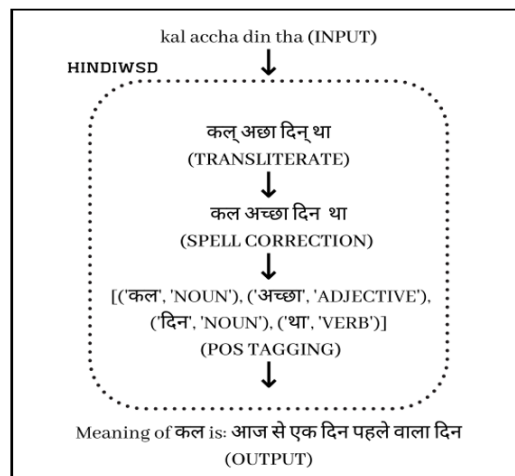 kal accha din tha (INPUT)
HINDIWSD
कल् अछा दिन् था
(TRANSLITERATE)
कल अच्छा दिन था
(SPELL CORRECTION)
[('कल', 'NOUN'), ('अच्छा', 'ADJECTIVE'),
('दिन', 'NOUN'), ('था', 'VERB')]
(POS TAGGING)
Meaning of कल is: आज से एक दिन पहले वाला दिन
(OUTPUT)